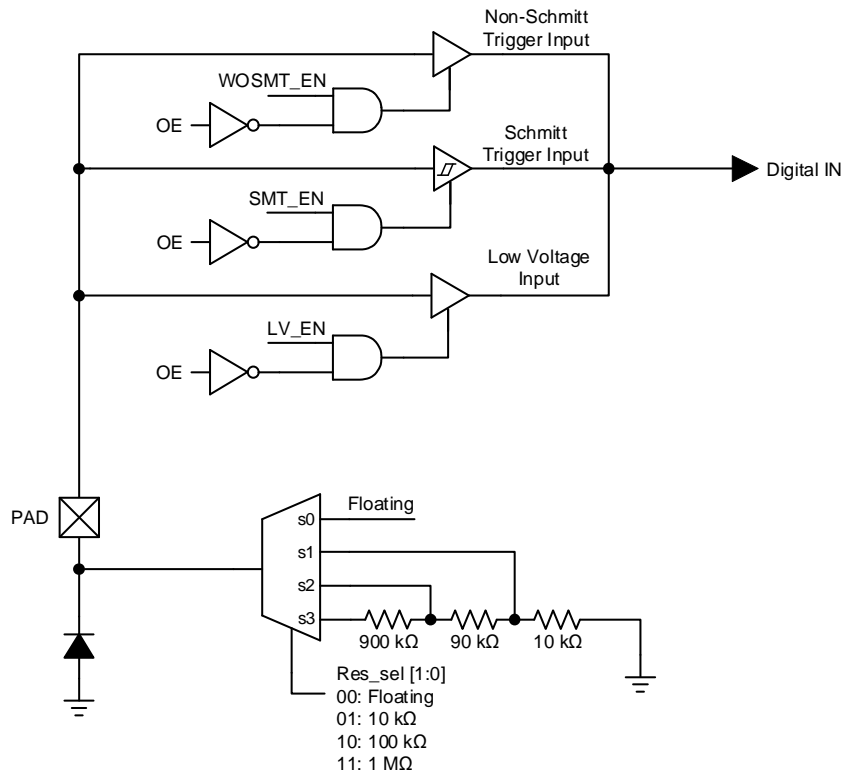 Non-Schmitt
Trigger Input
WOSMT_EN
OE
Schmitt
Trigger Input
Digital IN
SMT_EN
OE
Low Voltage
Input
LV_EN
OE
PAD
Floating
s0
s1
s2
s3
900 kΩ
90 kΩ
10 kΩ
Res_sel [1:0]
00: Floating
01: 10 kΩ
10: 100 kΩ
11: 1 MΩ